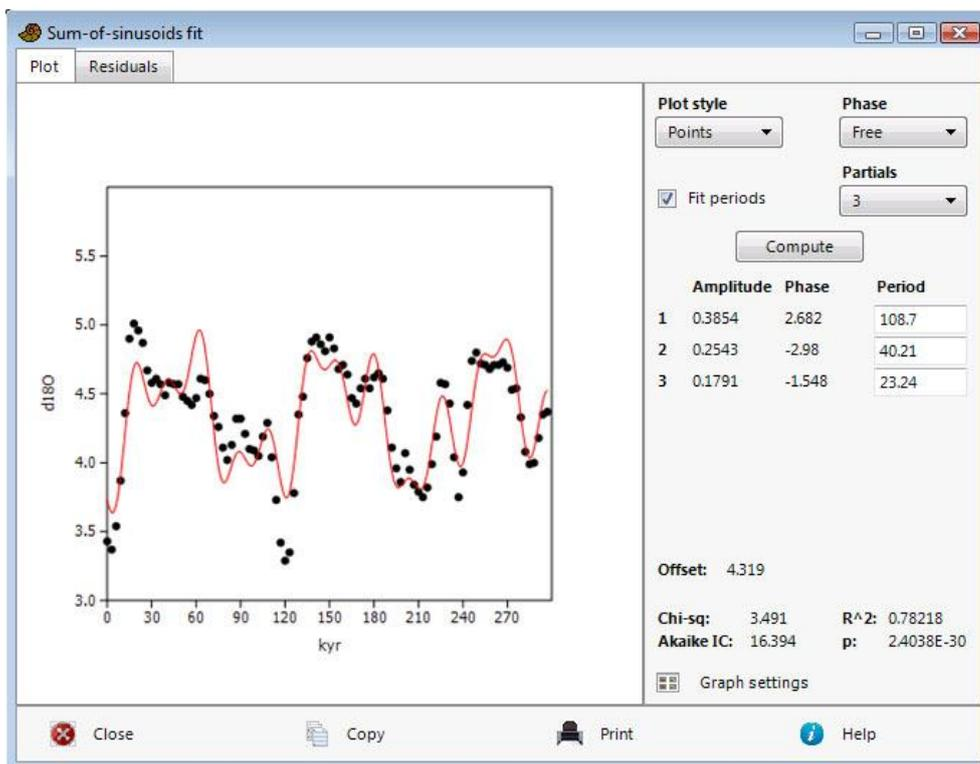 Sum-of-sinusoids fit
Plot Residuals
Plot style Phase
Points Free
Partials
Fit periods 3
Compute
Amplitude Phase Period
1 0.3854 2.682 108.7
2 0.2543 -2.98 40.21
3 0.1791 -1.548 23.24
Offset: 4.319
Chi-sq: 3.491 R^2: 0.78218
Akaike IC: 16.394 p: 2.4038E-30
Graph settings
d18O
5.5
5.0
4.5
4.0
3.5
3.0
0 30 60 90 120 150 180 210 240 270
kyr
Close Copy Print Help